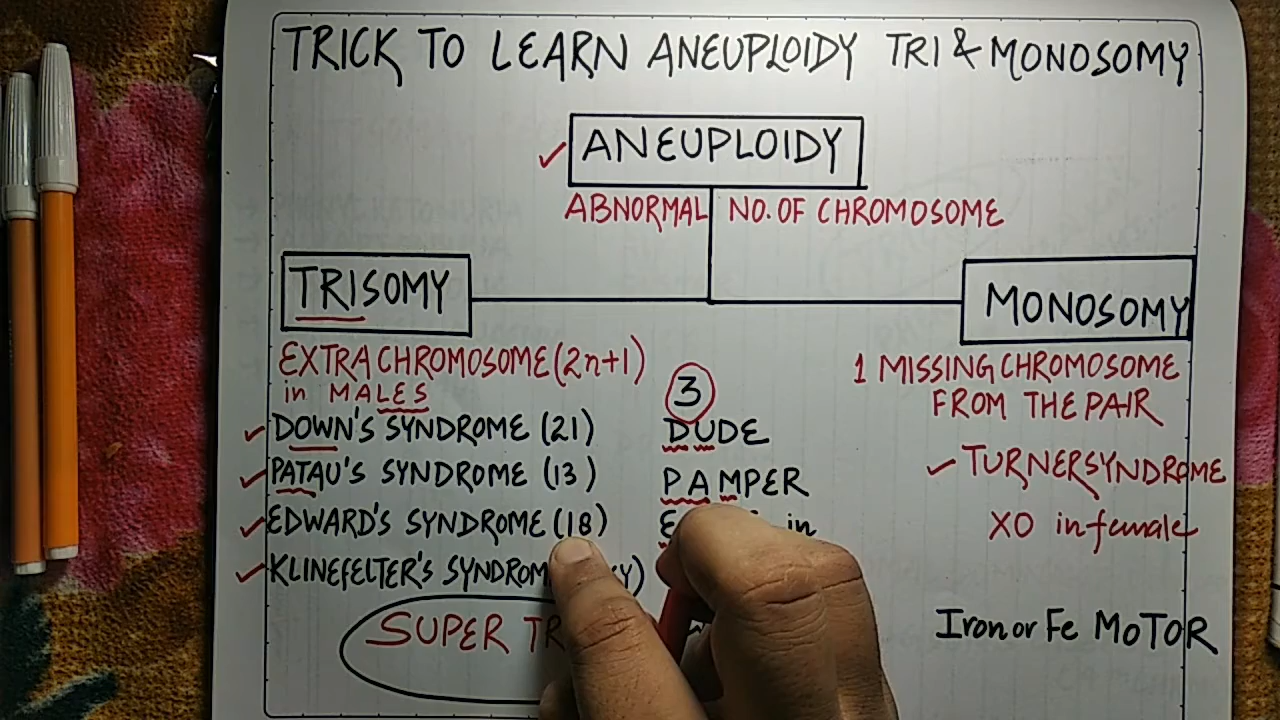 TRICK TO LEARN ANEUPLOIDY TRI & MONOSOMY
ANEUPLOIDY
ABNORMAL NO. OF CHROMOSOME
TRISOMY
EXTRA CHROMOSOME (2n+1)
in MALES
DOWN'S SYNDROME (21)
PATAU'S SYNDROME (13)
EDWARD'S SYNDROME (18)
KLINEFELTER'S
SUPER
3
DUDE
PAMPER
in
MONOSOMY
1 MISSING CHROMOSOME
FROM THE PAIR
TURNER SYNDROME
XO in female
Iron or Fe MOTOR